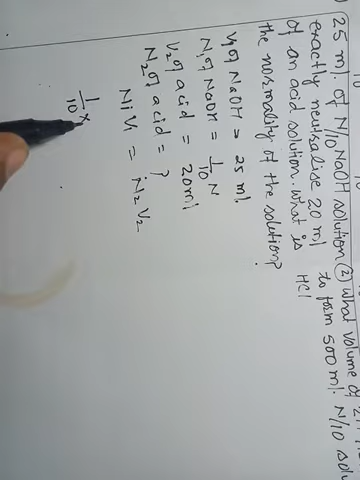 25 ml. of N/10 NaOH solution
exactly neutralise 20 ml
of an acid solution. What is
the normality of the solution?
V1 of NaOH = 25 ml.
N1 of NaOH = 1/10 N
V2 of acid = 20 ml
N2 of acid = ?
N1V1 = N2V2
1/10 x
② What volume of
HCl
to form 500 ml. N/10